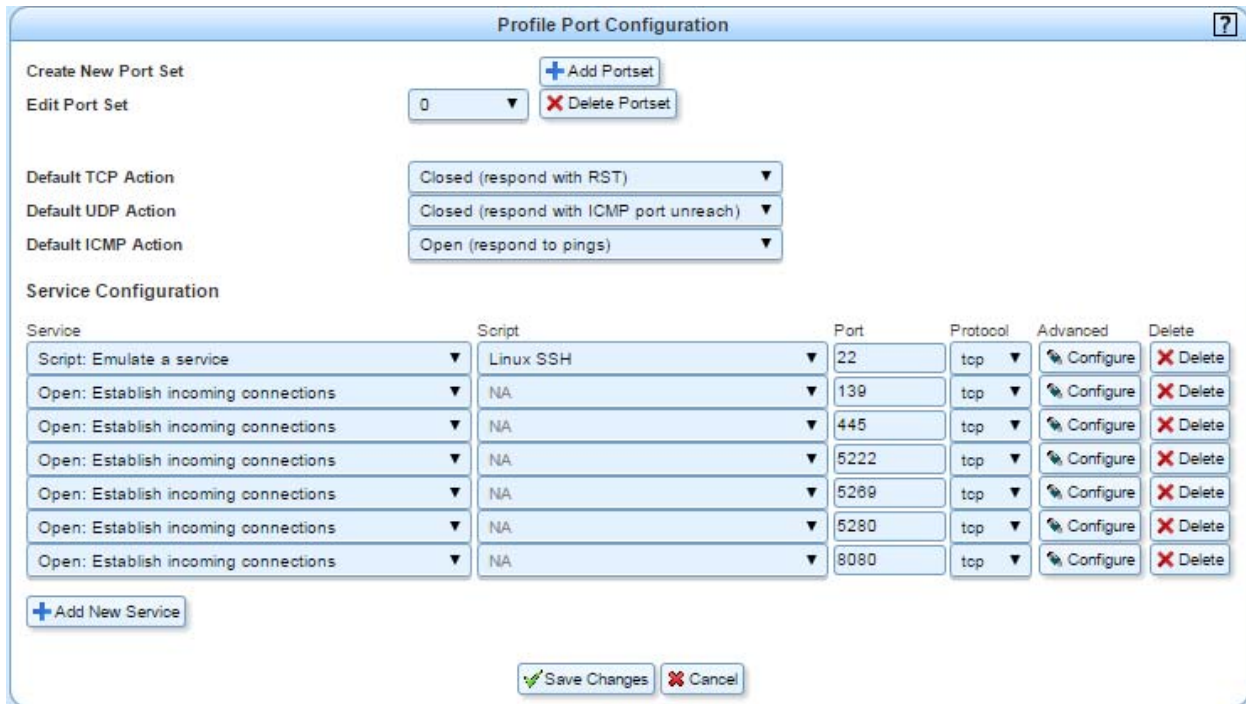 Profile Port Configuration ?
Create New Port Set Add Portset
Edit Port Set 0 Delete Portset
Default TCP Action Closed (respond with RST)
Default UDP Action Closed (respond with ICMP port unreach)
Default ICMP Action Open (respond to pings)
Service Configuration
Service Script Port Protocol Advanced Delete
Script: Emulate a service Linux SSH 22 tcp Configure Delete
Open: Establish incoming connections NA 139 tcp Configure Delete
Open: Establish incoming connections NA 445 tcp Configure Delete
Open: Establish incoming connections NA 5222 tcp Configure Delete
Open: Establish incoming connections NA 5269 tcp Configure Delete
Open: Establish incoming connections NA 5280 tcp Configure Delete
Open: Establish incoming connections NA 8080 tcp Configure Delete
Add New Service
Save Changes Cancel